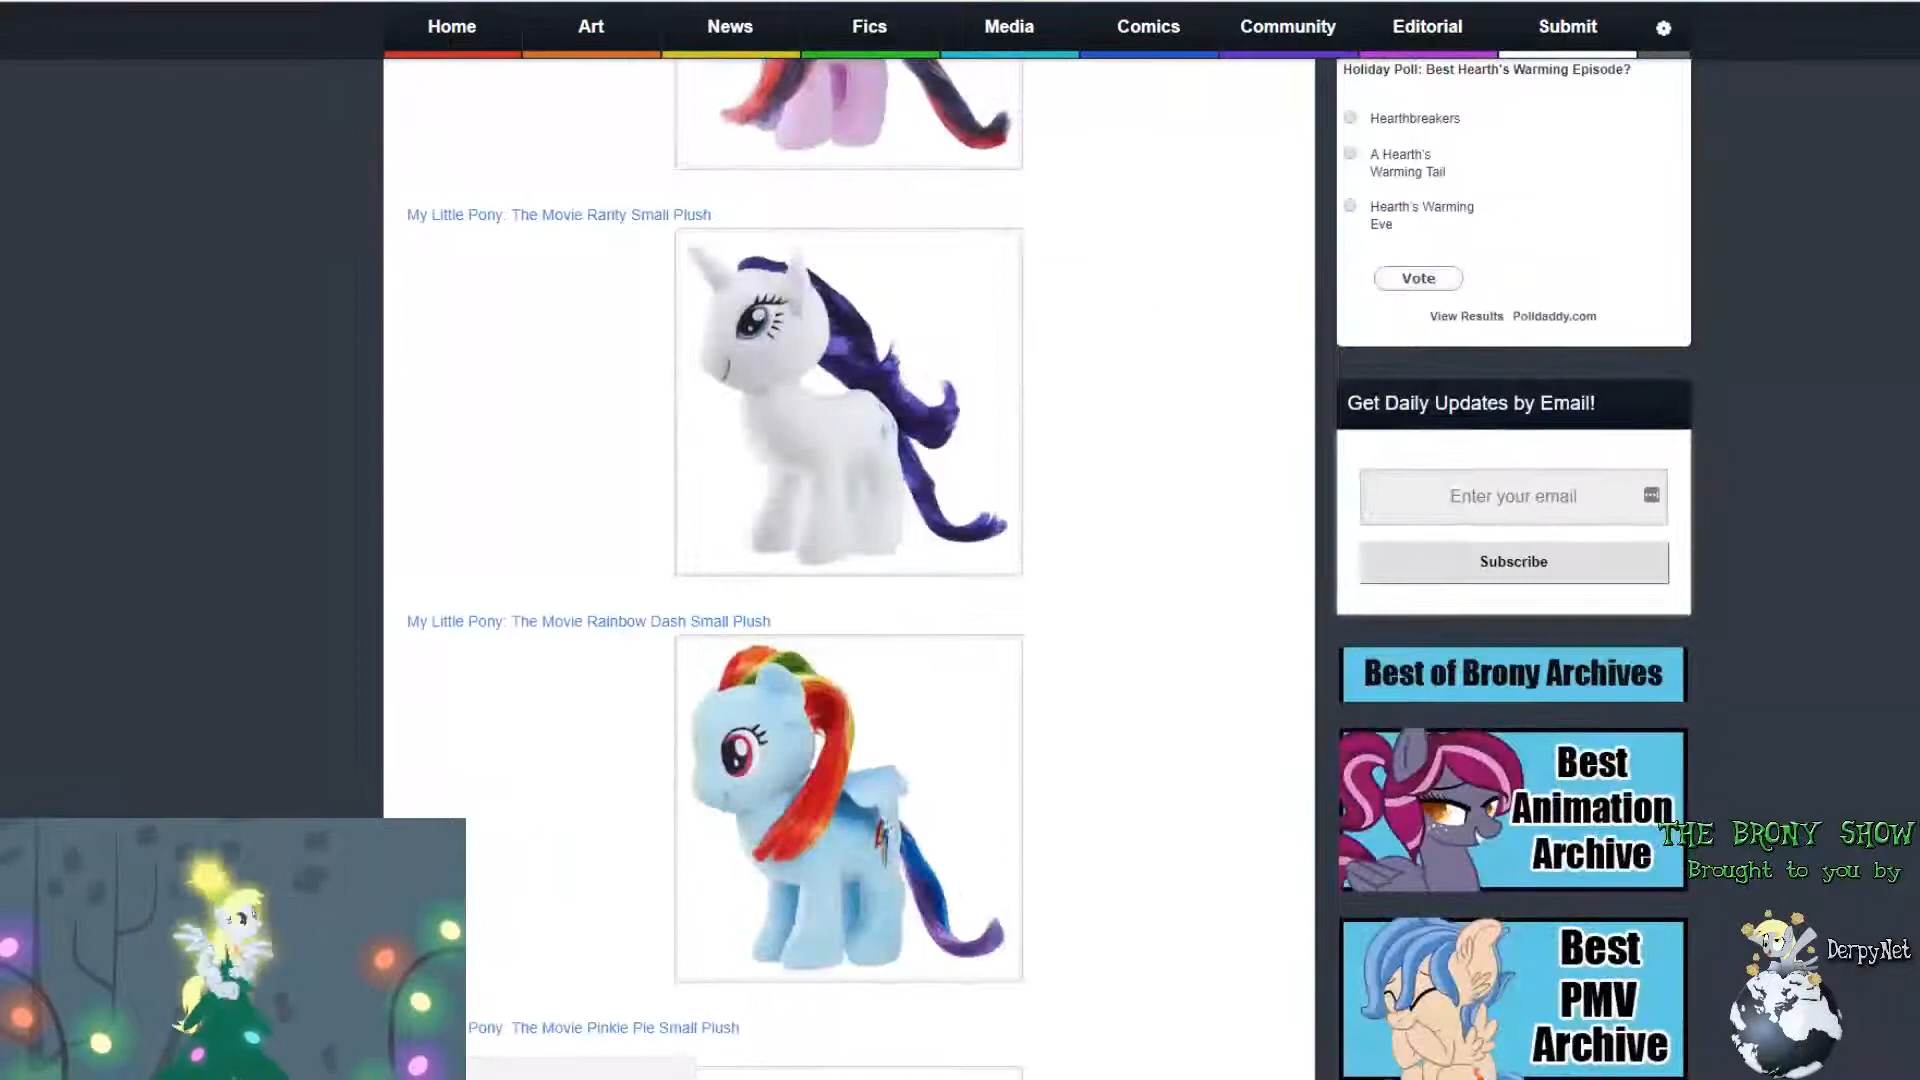 Home Art News Fics Media Comics Community Editorial Submit
My Little Pony: The Movie Rarity Small Plush
My Little Pony: The Movie Rainbow Dash Small Plush
Pony: The Movie Pinkie Pie Small Plush
Holiday Poll: Best Hearth's Warming Episode?
Hearthbreakers
A Hearth's
Warming Tail
Hearth's Warming
Eve
Vote
View Results Polldaddy.com
Get Daily Updates by Email!
Enter your email
Subscribe
Best of Brony Archives
Best
Animation
Archive
Best
PMV
Archive
THE BRONY SHOW
Brought to you by
DerpyNet